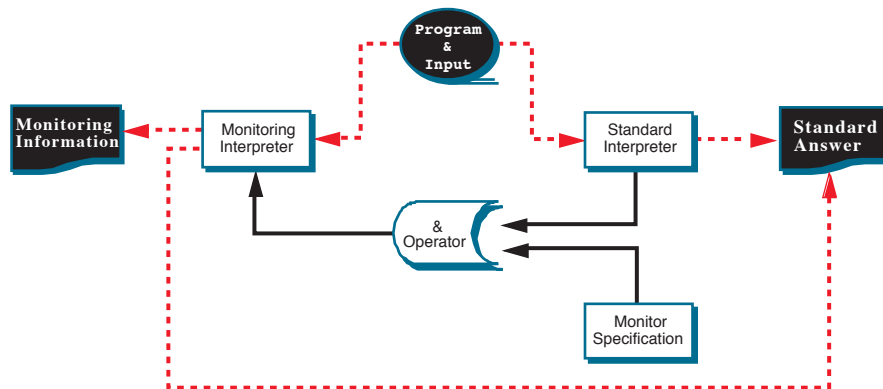 Program
&
Input
Monitoring
Information
Monitoring
Interpreter
Standard
Interpreter
Standard
Answer
&
Operator
Monitor
Specification